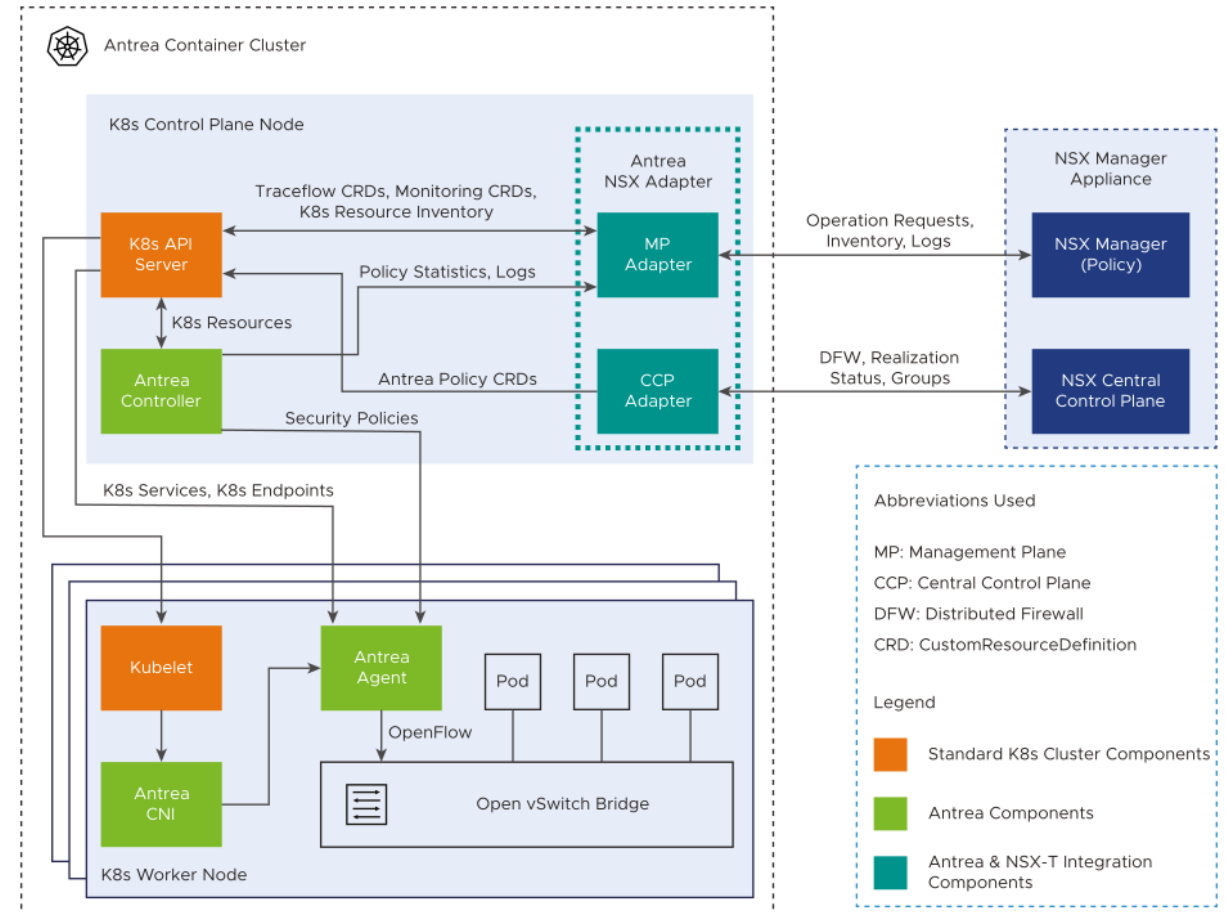 Antrea Container Cluster
K8s Control Plane Node
Antrea
NSX Adapter
NSX Manager
Appliance
Traceflow CRDs, Monitoring CRDs,
K8s Resource Inventory
K8s API
Server
MP
Adapter
Operation Requests,
Inventory, Logs
NSX Manager
(Policy)
Policy Statistics, Logs
K8s Resources
Antrea
Controller
Antrea Policy CRDs
CCP
Adapter
DFW, Realization
Status, Groups
NSX Central
Control Plane
Security Policies
K8s Services, K8s Endpoints
Kubelet
Antrea
Agent
Pod
Pod
Pod
OpenFlow
Antrea
CNI
Open vSwitch Bridge
K8s Worker Node
Abbreviations Used
MP: Management Plane
CCP: Central Control Plane
DFW: Distributed Firewall
CRD: CustomResourceDefinition
Legend
Standard K8s Cluster Components
Antrea Components
Antrea & NSX-T Integration
Components